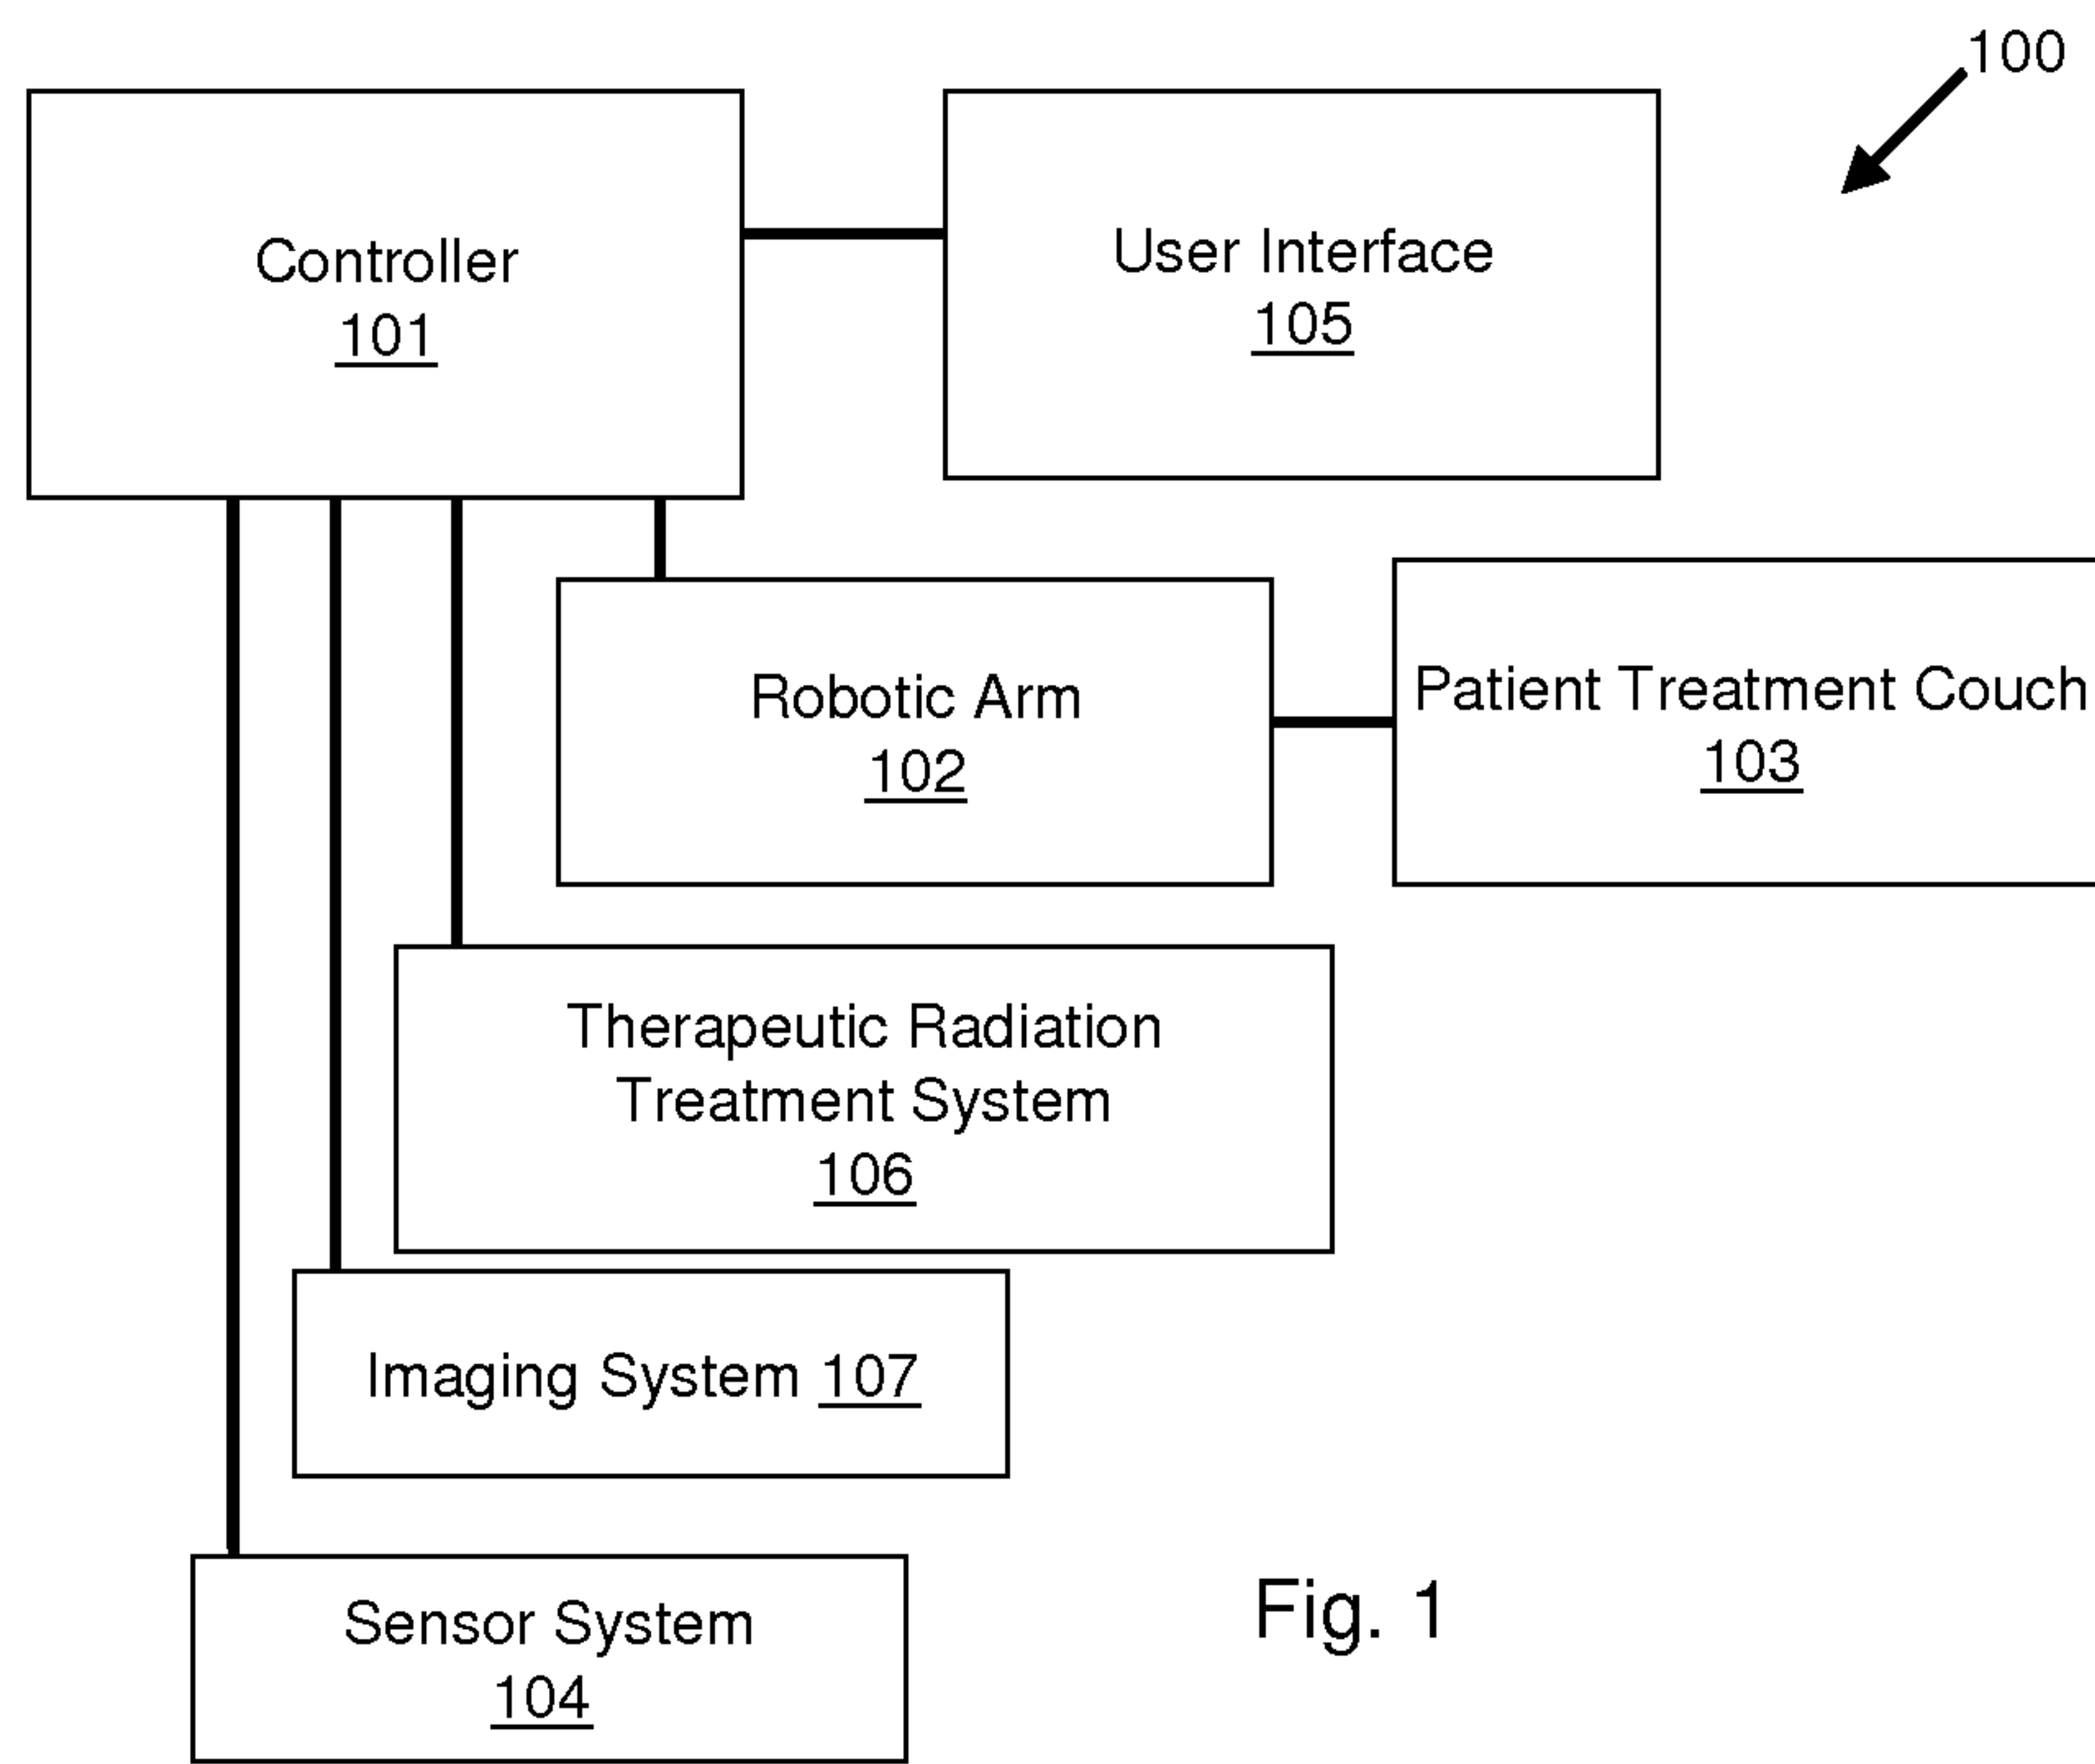 100
Controller
101
User Interface
105
Robotic Arm
102
Patient Treatment Couch
103
Therapeutic Radiation
Treatment System
106
Imaging System 107
Sensor System
104
Fig. 1